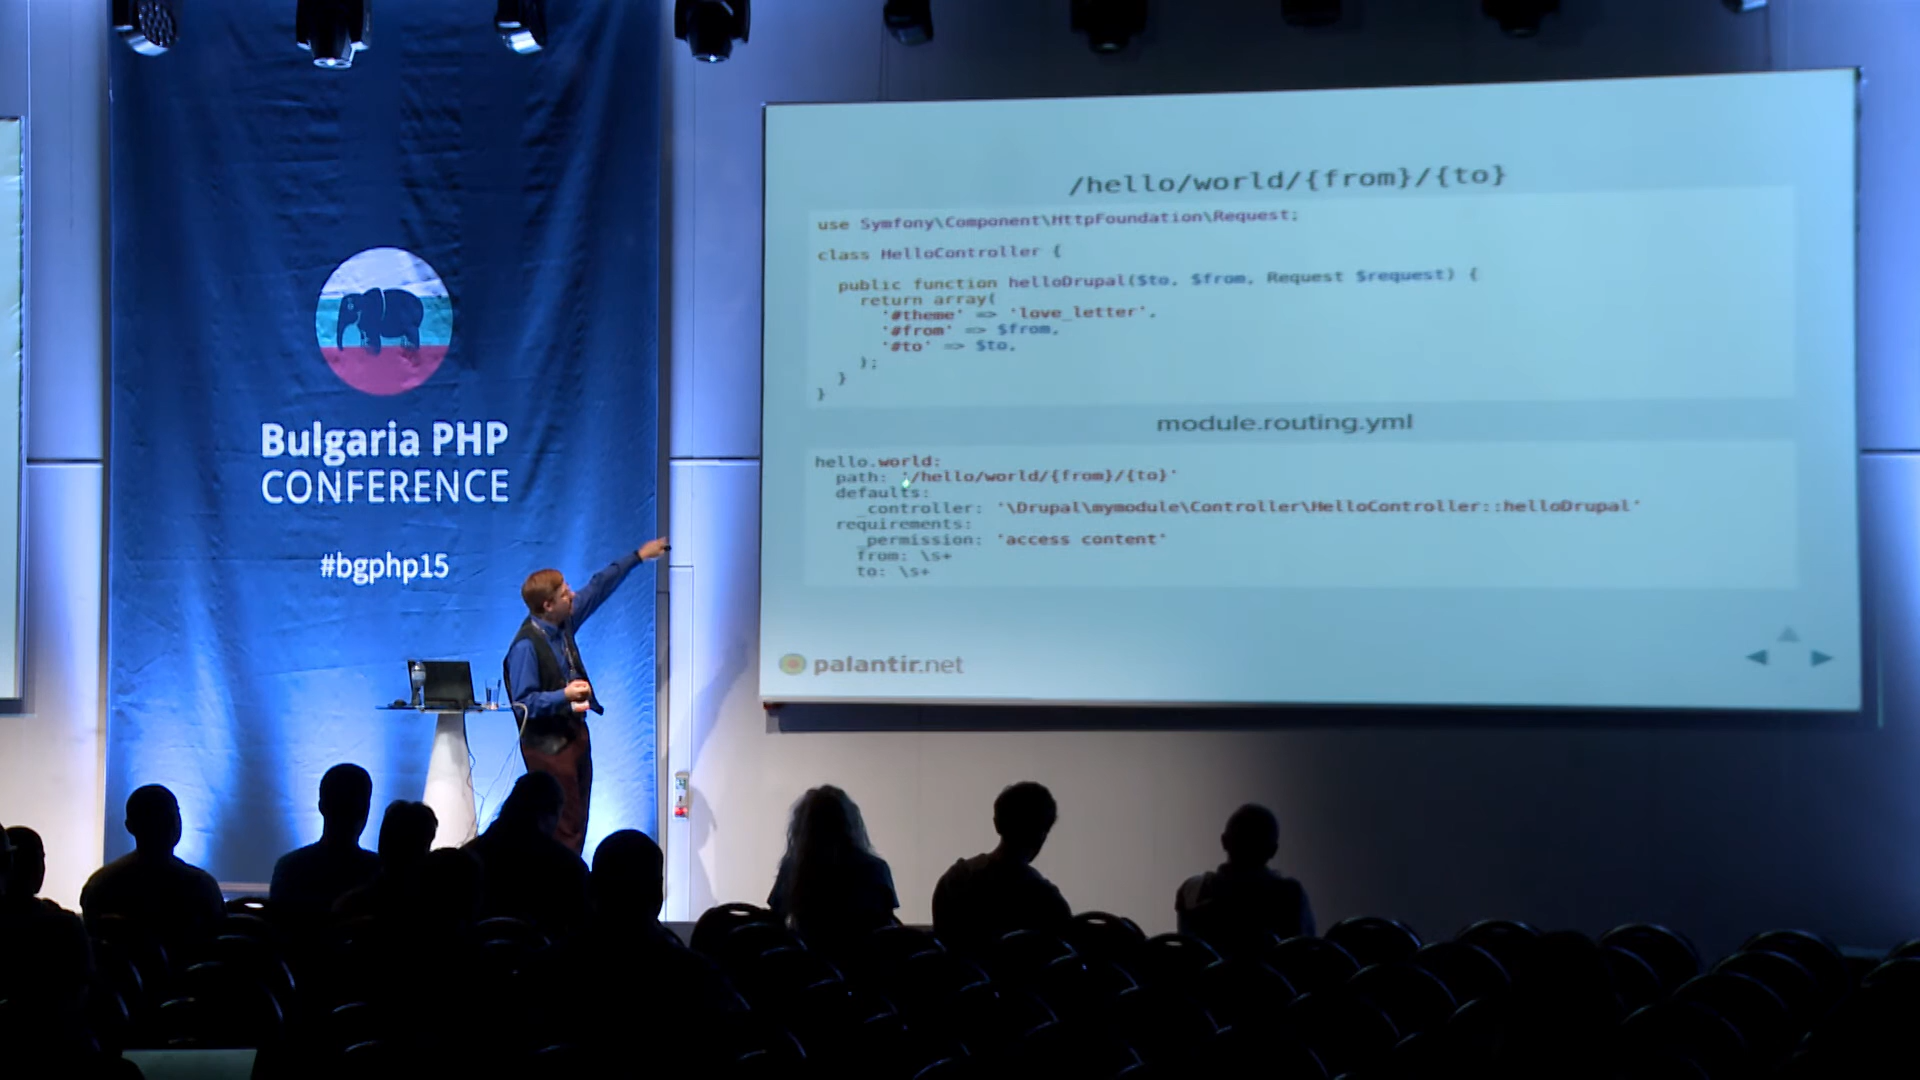 Bulgaria PHP
CONFERENCE
#bgphp15
/hello/world/{from}/{to}
use Symfony\Component\HttpFoundation\Request;
class HelloController {
public function helloDrupal($to, $from, Request $request) {
return array(
'#theme' => 'love_letter',
'#from' => $from,
'#to' => $to,
);
}
}
module.routing.yml
hello.world:
path: '/hello/world/{from}/{to}'
defaults:
_controller: '\Drupal\mymodule\Controller\HelloController::helloDrupal'
requirements:
_permission: 'access content'
from: \s+
to: \s+
palantir.net